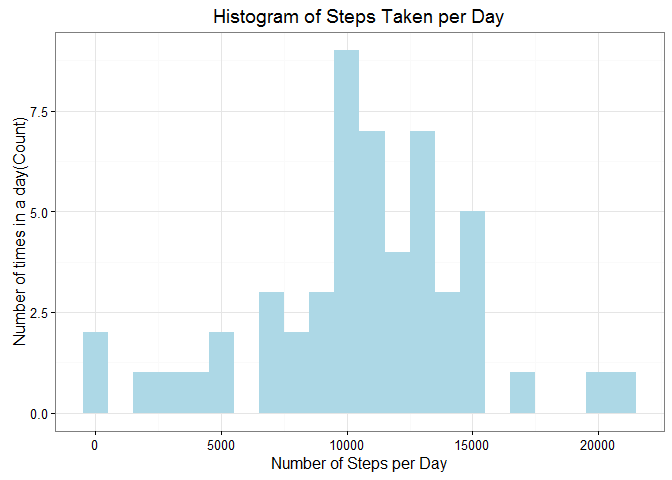 Histogram of Steps Taken per Day
Number of times in a day(Count)
7.5
5.0
2.5
0.0
0 5000 10000 15000 20000
Number of Steps per Day